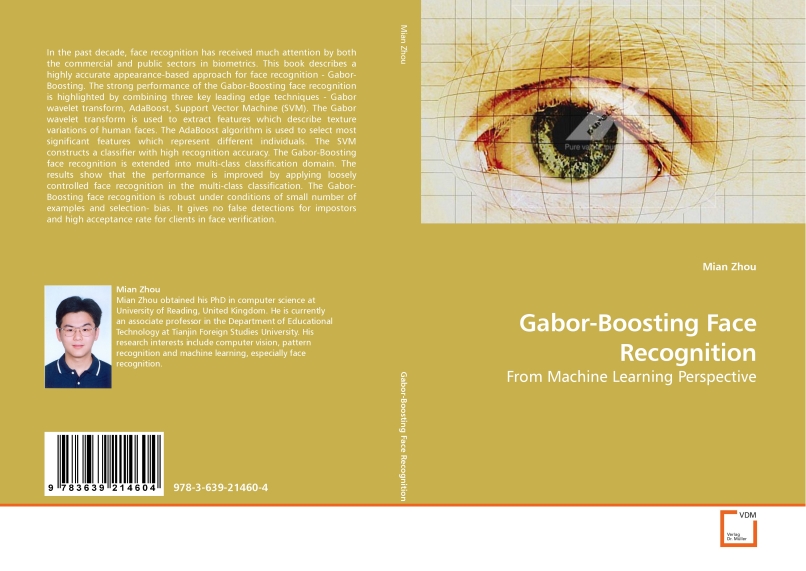 In the past decade, face recognition has received much attention by both
the commercial and public sectors in biometrics. This book describes a
highly accurate appearance-based approach for face recognition - Gabor-
Boosting. The strong performance of the Gabor-Boosting face recognition
is highlighted by combining three key leading edge techniques - Gabor
wavelet transform, AdaBoost, Support Vector Machine (SVM). The Gabor
wavelet transform is used to extract features which describe texture
variations of human faces. The AdaBoost algorithm is used to select most
significant features which represent different individuals. The SVM
constructs a classifier with high recognition accuracy. The Gabor-Boosting
face recognition is extended into multi-class classification domain. The
results show that the performance is improved by applying loosely
controlled face recognition in the multi-class classification. The Gabor-
Boosting face recognition is robust under conditions of small number of
examples and selection- bias. It gives no false detections for impostors
and high acceptance rate for clients in face verification.
Mian Zhou
Mian Zhou obtained his PhD in computer science at
University of Reading, United Kingdom. He is currently
an associate professor in the Department of Educational
Technology at Tianjin Foreign Studies University. His
research interests include computer vision, pattern
recognition and machine learning, especially face
recognition.
9 783639 214604
978-3-639-21460-4
Mian Zhou
Gabor-Boosting Face Recognition
Pure va
Mian Zhou
Gabor-Boosting Face
Recognition
From Machine Learning Perspective
VDM
Verlag
Dr. Müller